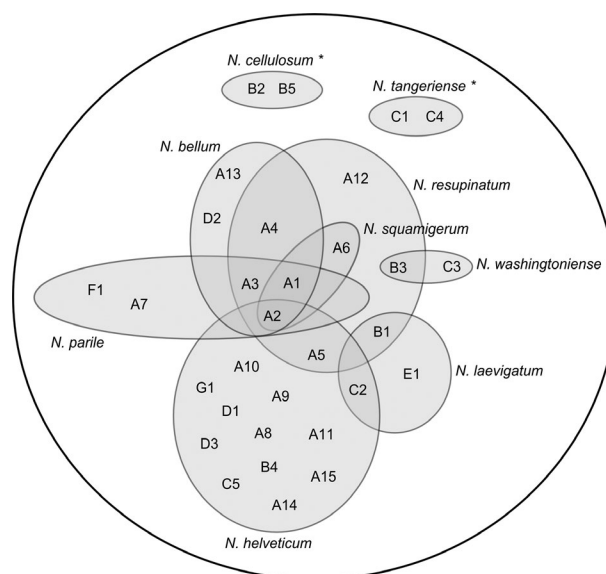 N. cellulosum *
B2 B5
N. tangeriense *
C1 C4
N. bellum
A13
A12
N. resupinatum
D2
A4
N. squamigerum
A6
B3
C3
N. washingtoniense
F1
A7
A3
A1
A2
N. parile
B1
A5
A10
G1
A9
C2
E1
N. laevigatum
D1
D3
A8
A11
B4
C5
A15
A14
N. helveticum